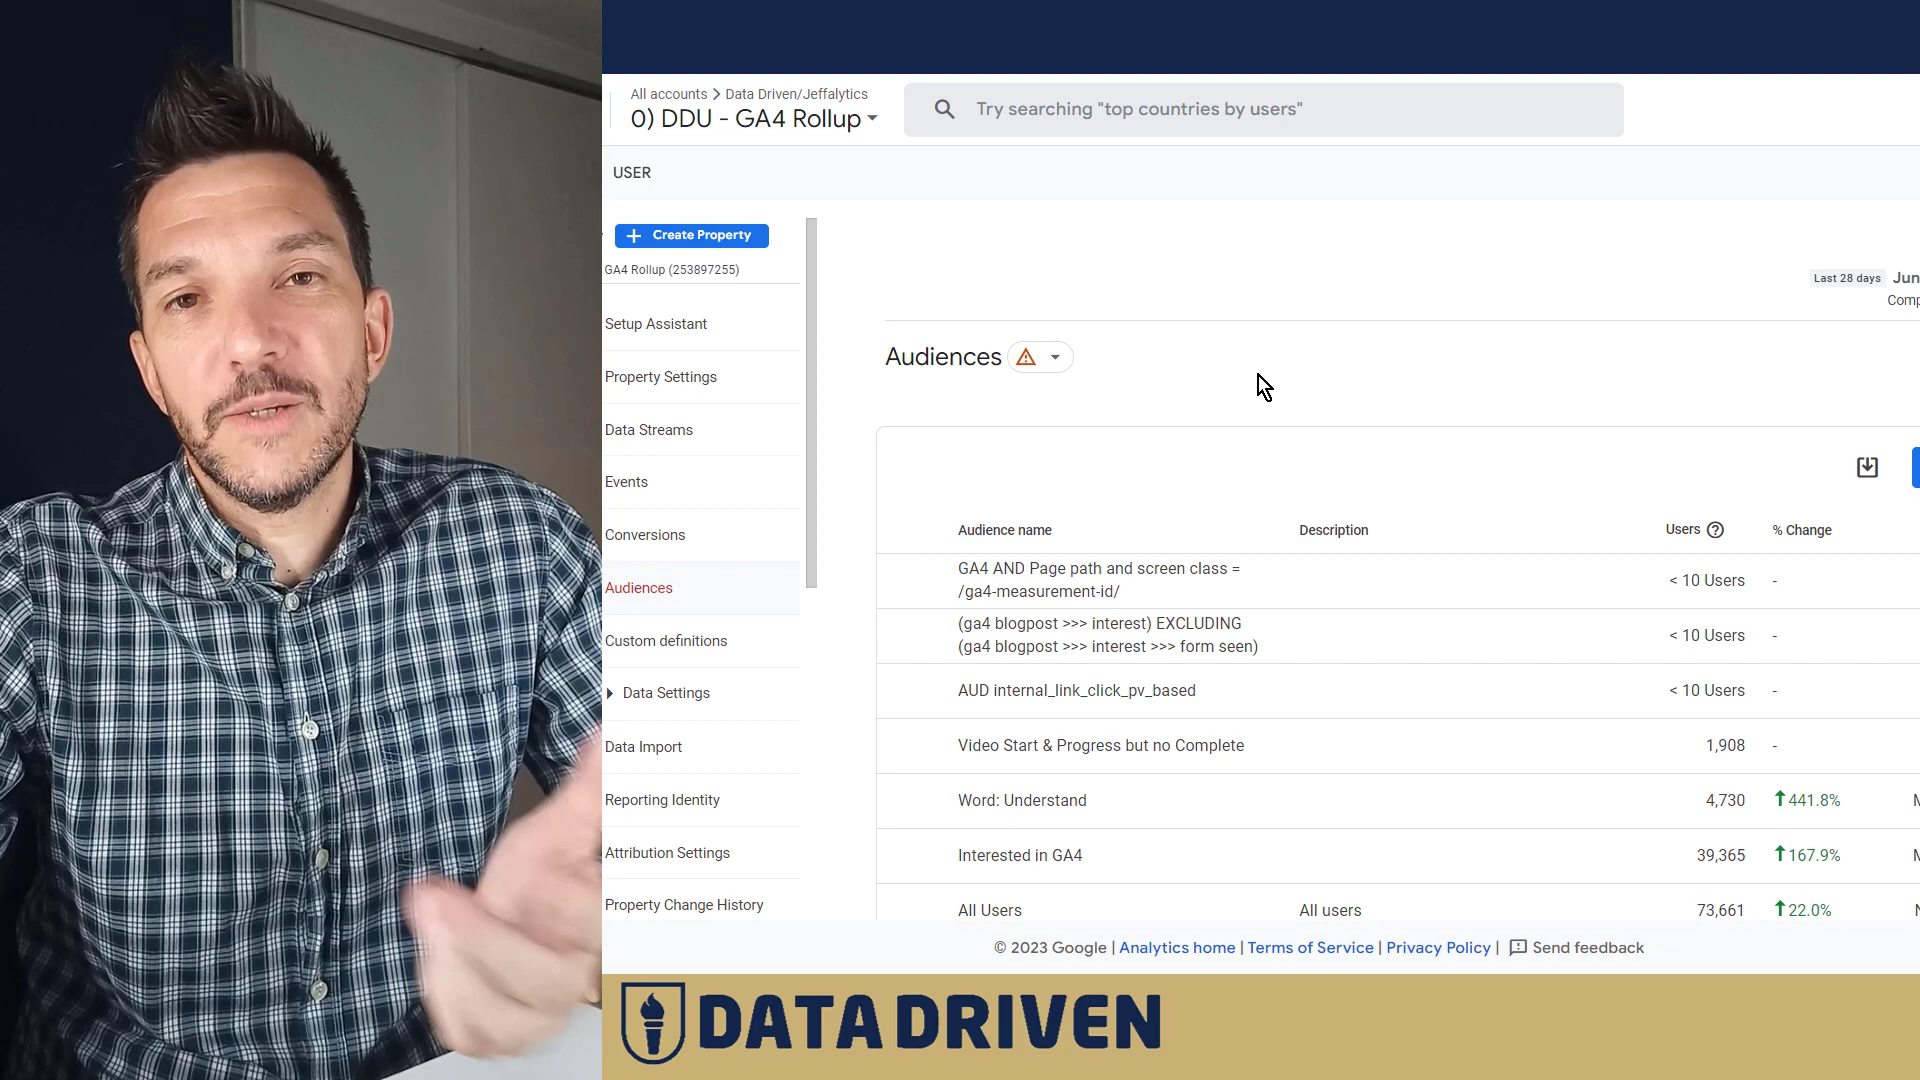 All accounts > Data Driven/Jeffalytics
0) DDU - GA4 Rollup
Try searching "top countries by users"
USER
+ Create Property
GA4 Rollup (253897255)
Setup Assistant
Property Settings
Data Streams
Events
Conversions
Audiences
Custom definitions
Data Settings
Data Import
Reporting Identity
Attribution Settings
Property Change History
Last 28 days Jun
Comp
Audiences
Audience name Description Users % Change
GA4 AND Page path and screen class =
/ga4-measurement-id/
< 10 Users -
(ga4 blogpost >>> interest) EXCLUDING
(ga4 blogpost >>> interest >>> form seen)
< 10 Users -
AUD internal_link_click_pv_based < 10 Users -
Video Start & Progress but no Complete 1,908 -
Word: Understand 4,730 441.8%
Interested in GA4 39,365 167.9%
All Users All users 73,661 22.0%
© 2023 Google | Analytics home | Terms of Service | Privacy Policy | Send feedback
DATA DRIVEN